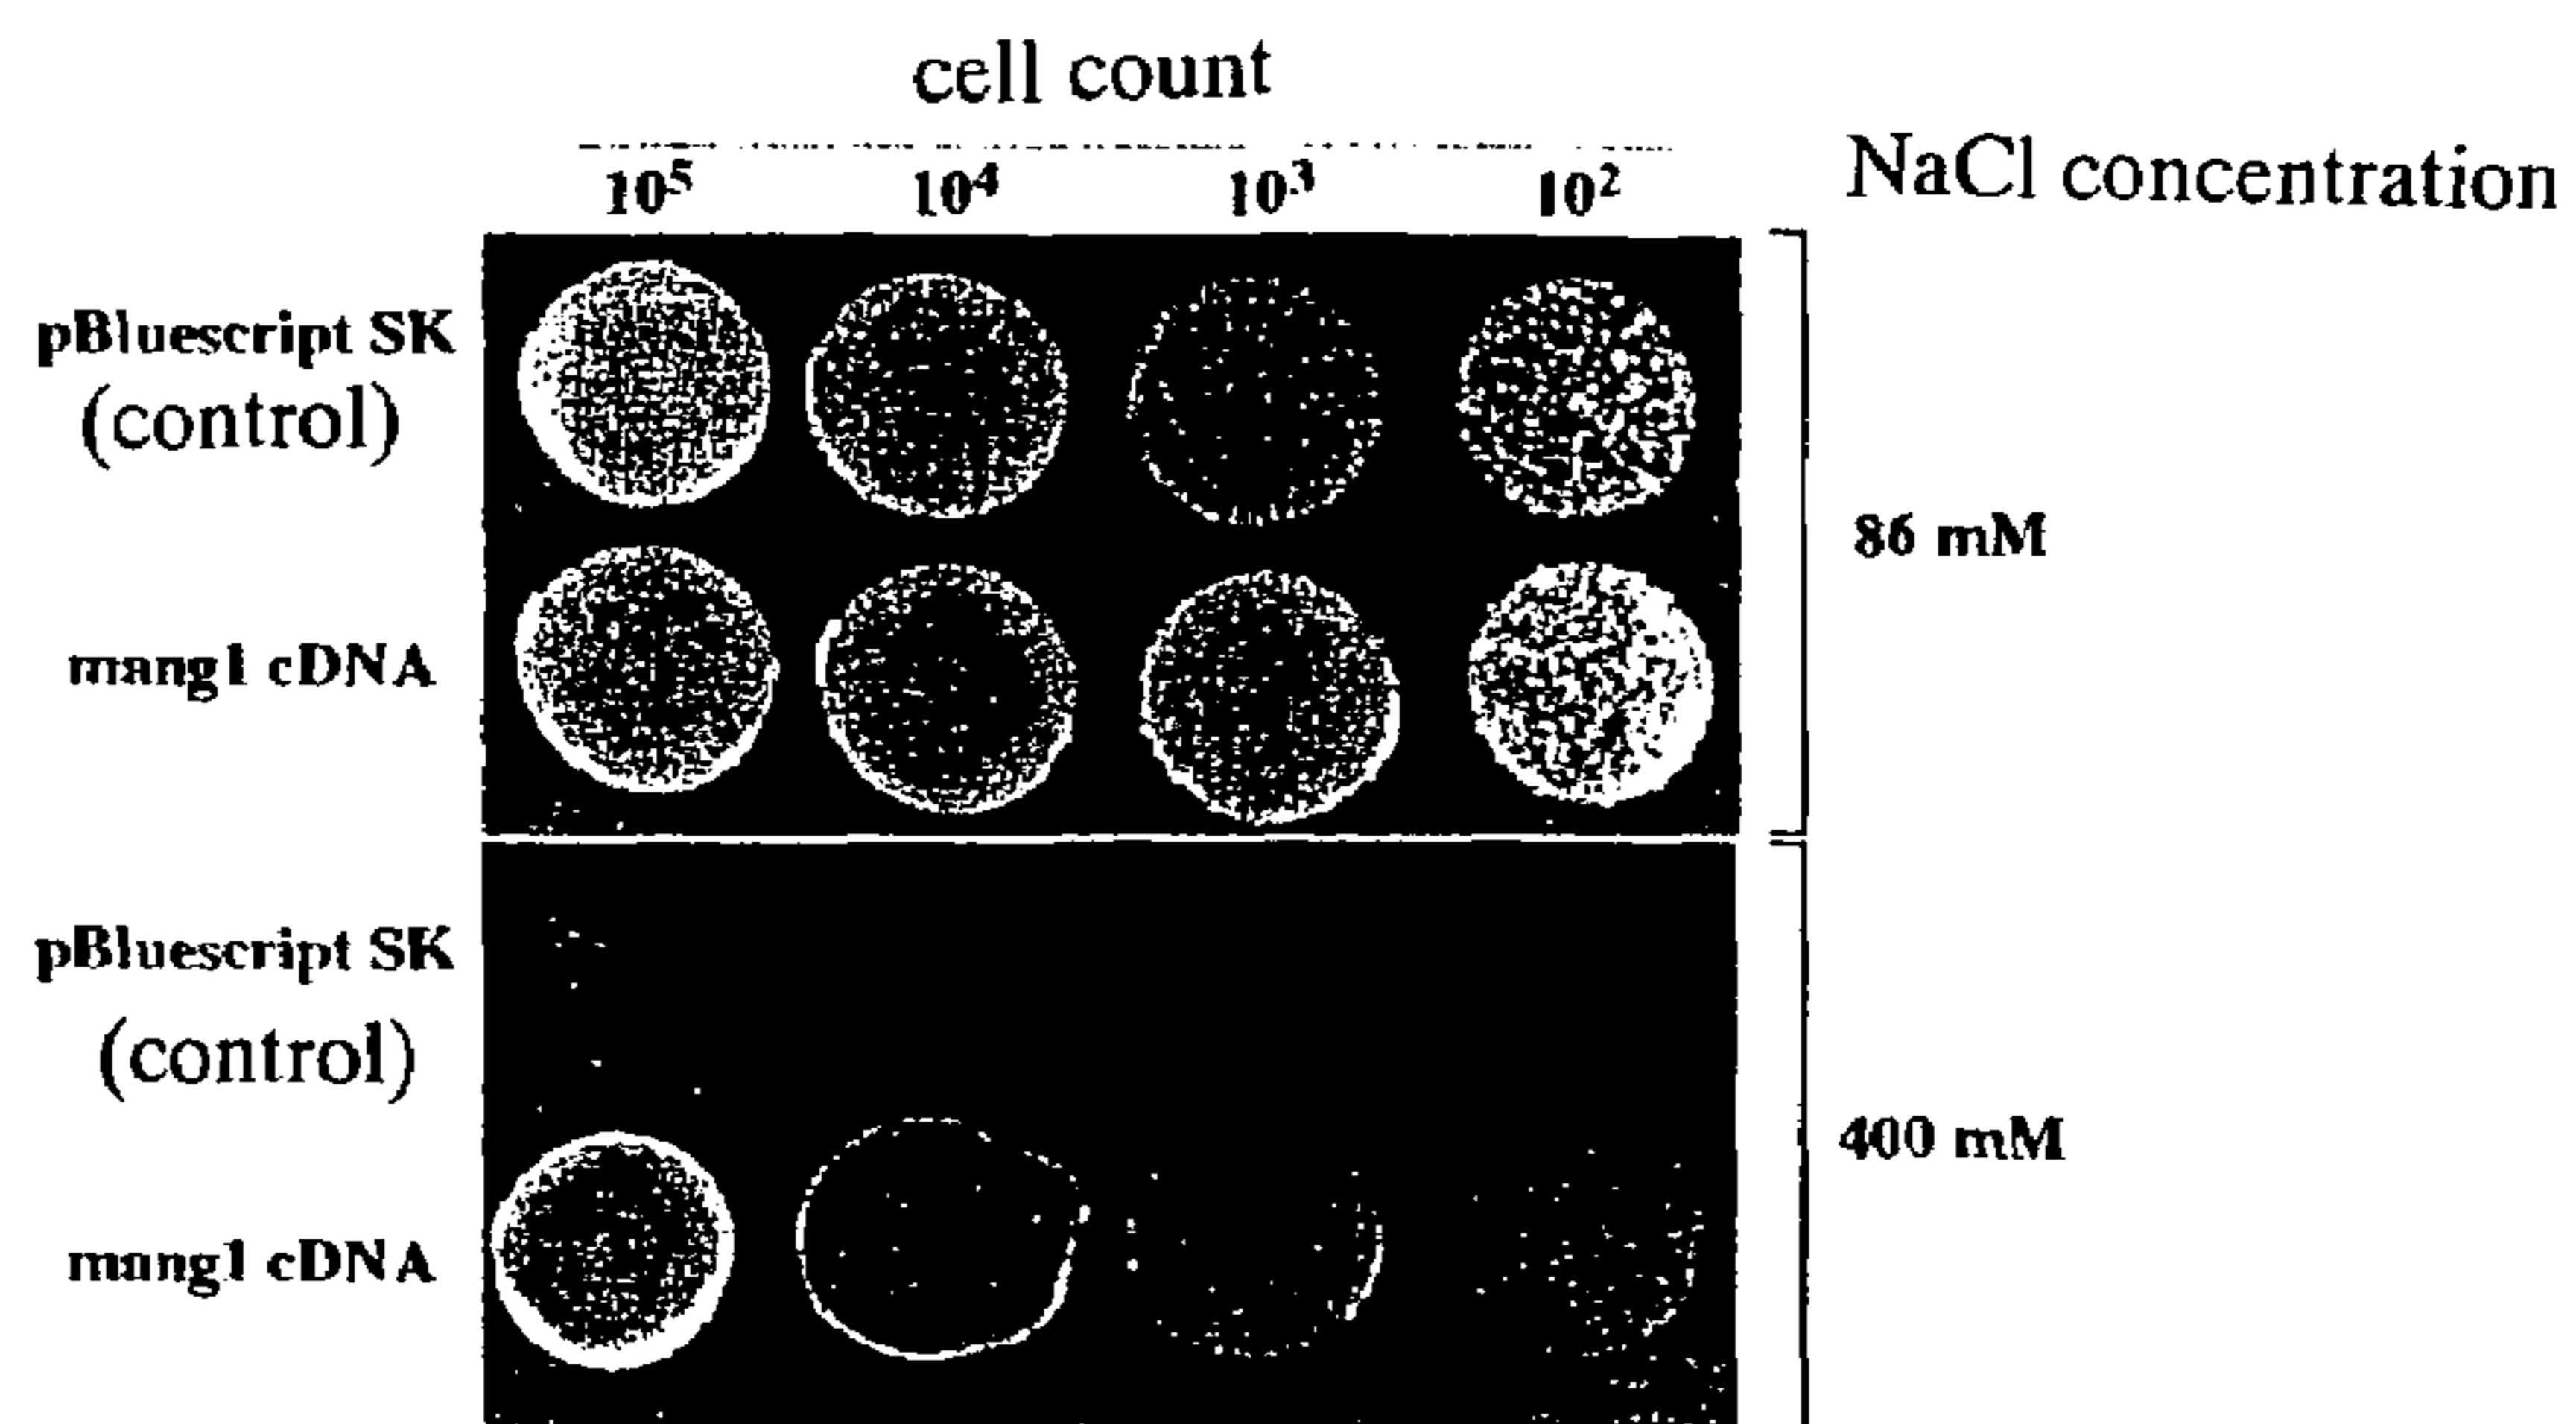 cell count
10⁵ 10⁴ 10³ 10² NaCl concentration
pBluescript SK
(control)
86 mM
mang1 cDNA
pBluescript SK
(control)
400 mM
mang1 cDNA